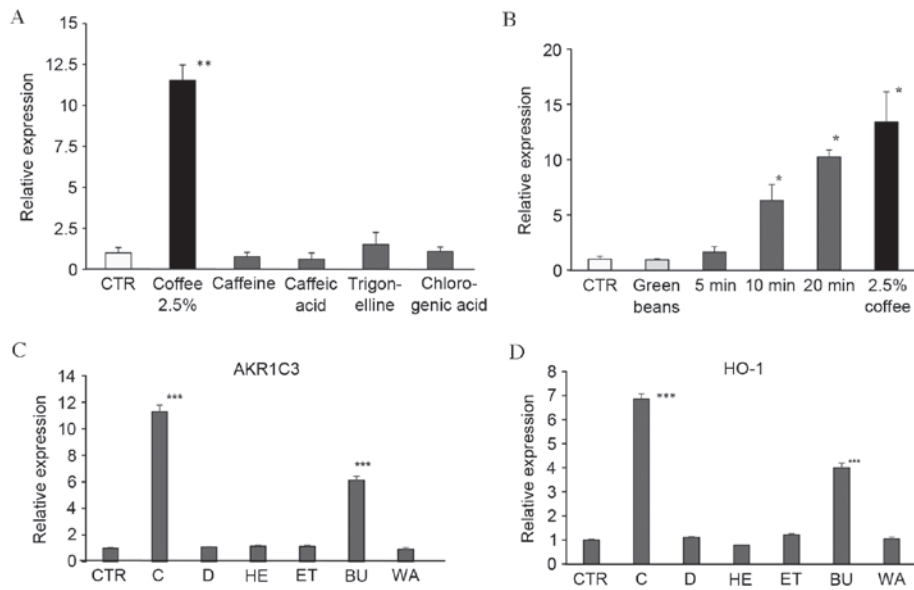 A
Relative expression
15
12.5
10
7.5
5
2.5
0
**
CTR
Coffee
2.5%
Caffeine
Caffeic
acid
Trigon-
elline
Chloro-
genic acid
B
Relative expression
20
15
10
5
0
*
*
*
CTR
Green
beans
5 min
10 min
20 min
2.5%
coffee
C
AKR1C3
Relative expression
14
12
10
8
6
4
2
0
***
***
CTR
C
D
HE
ET
BU
WA
D
HO-1
Relative expression
8
7
6
5
4
3
2
1
0
***
***
CTR
C
D
HE
ET
BU
WA